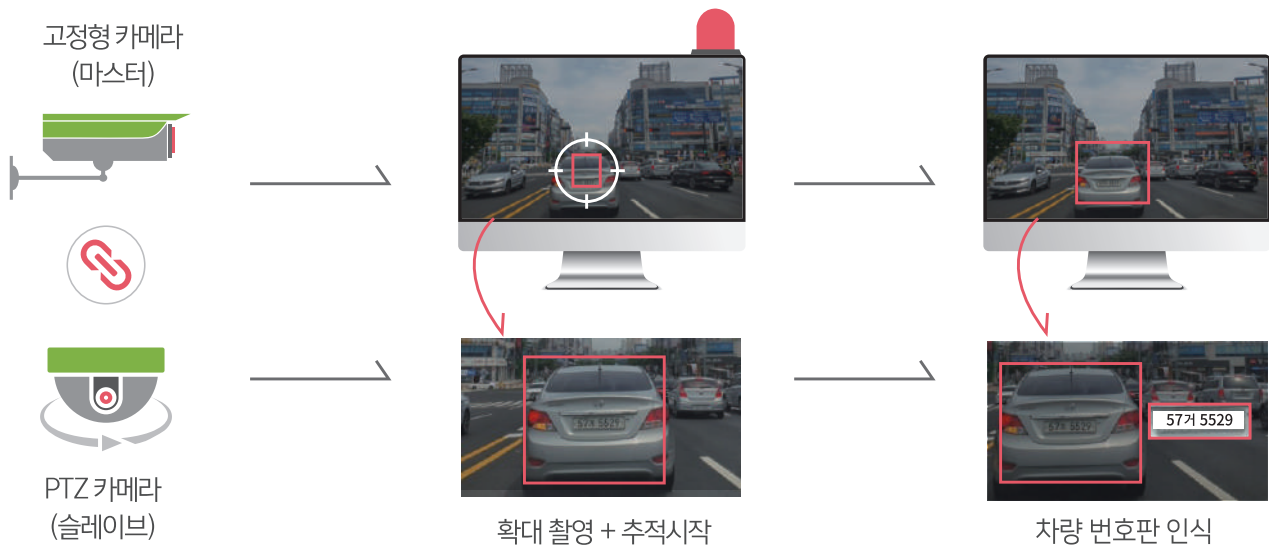 고정형 카메라
(마스터)
PTZ 카메라
(슬레이브)
확대 촬영 + 추적시작
57거 5529
차량 번호판 인식